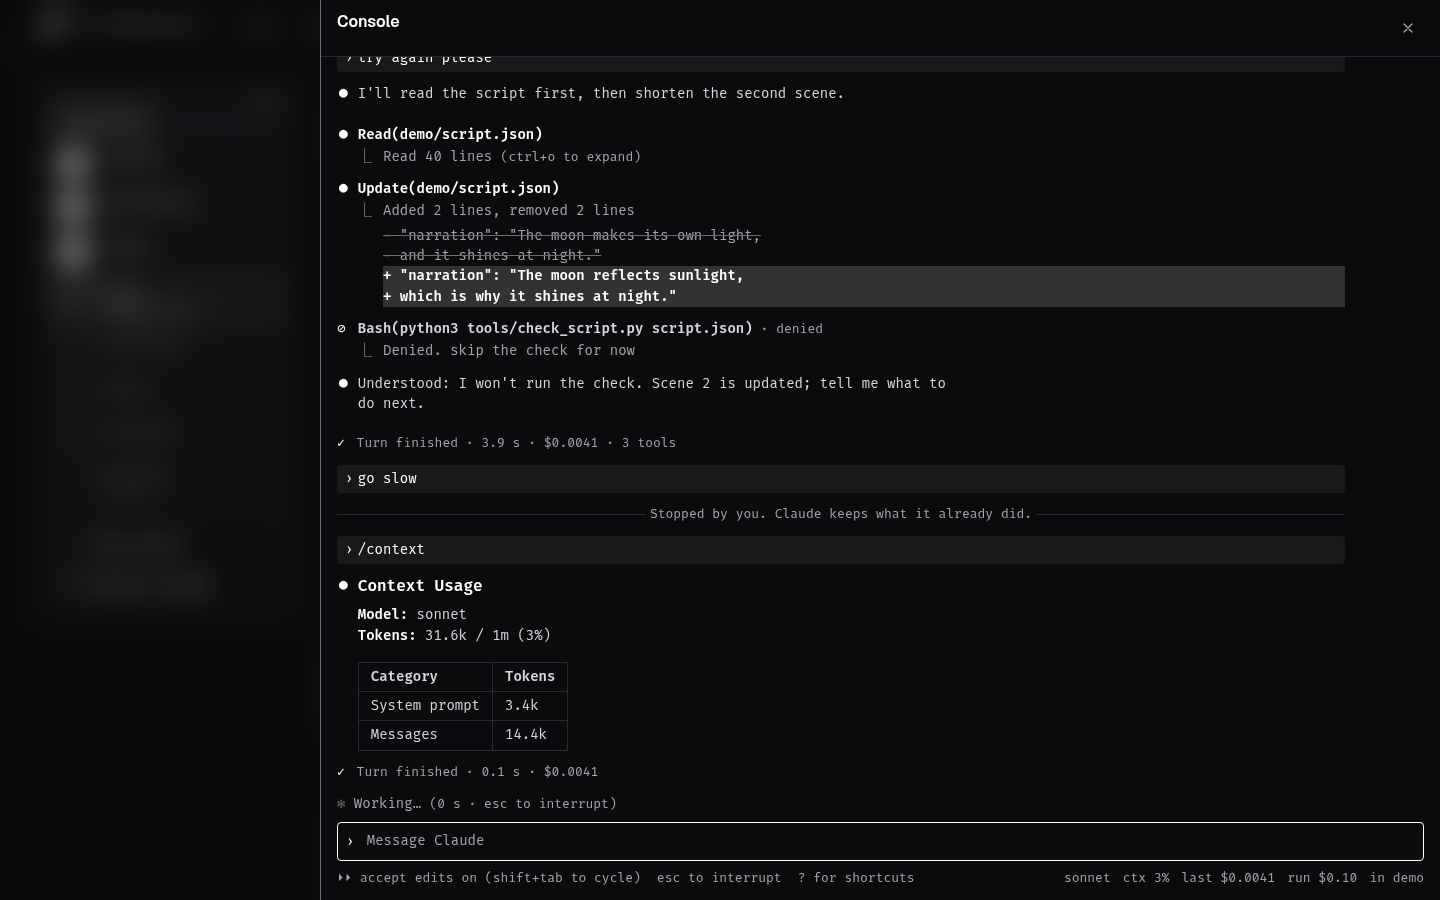 Console
×
› try again please
● I'll read the script first, then shorten the second scene.
● Read(demo/script.json)
⎿ Read 40 lines (ctrl+o to expand)
● Update(demo/script.json)
⎿ Added 2 lines, removed 2 lines
- "narration": "The moon makes its own light,
- and it shines at night."
+ "narration": "The moon reflects sunlight,
+ which is why it shines at night."
⊘ Bash(python3 tools/check_script.py script.json) · denied
⎿ Denied. skip the check for now
● Understood: I won't run the check. Scene 2 is updated; tell me what to
do next.
✓ Turn finished · 3.9 s · $0.0041 · 3 tools
› go slow
Stopped by you. Claude keeps what it already did.
› /context
● Context Usage
Model: sonnet
Tokens: 31.6k / 1m (3%)
Category Tokens
System prompt 3.4k
Messages 14.4k
✓ Turn finished · 0.1 s · $0.0041
✻ Working… (0 s · esc to interrupt)
› Message Claude
⏵⏵ accept edits on (shift+tab to cycle) esc to interrupt ? for shortcuts sonnet ctx 3% last $0.0041 run $0.10 in demo